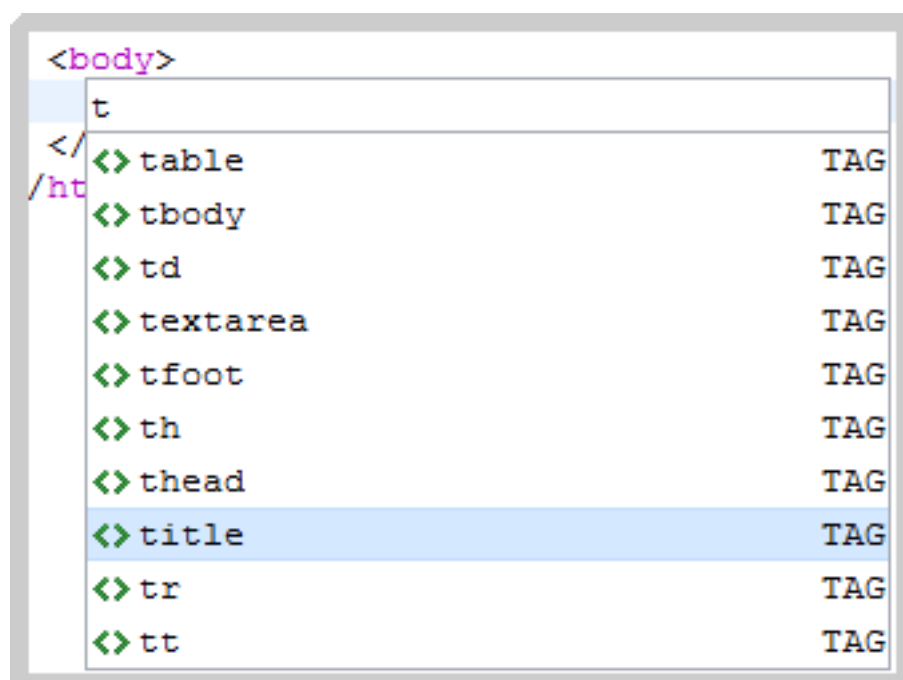 <body>
t
</
/ht
<> table TAG
<> tbody TAG
<> td TAG
<> textarea TAG
<> tfoot TAG
<> th TAG
<> thead TAG
<> title TAG
<> tr TAG
<> tt TAG